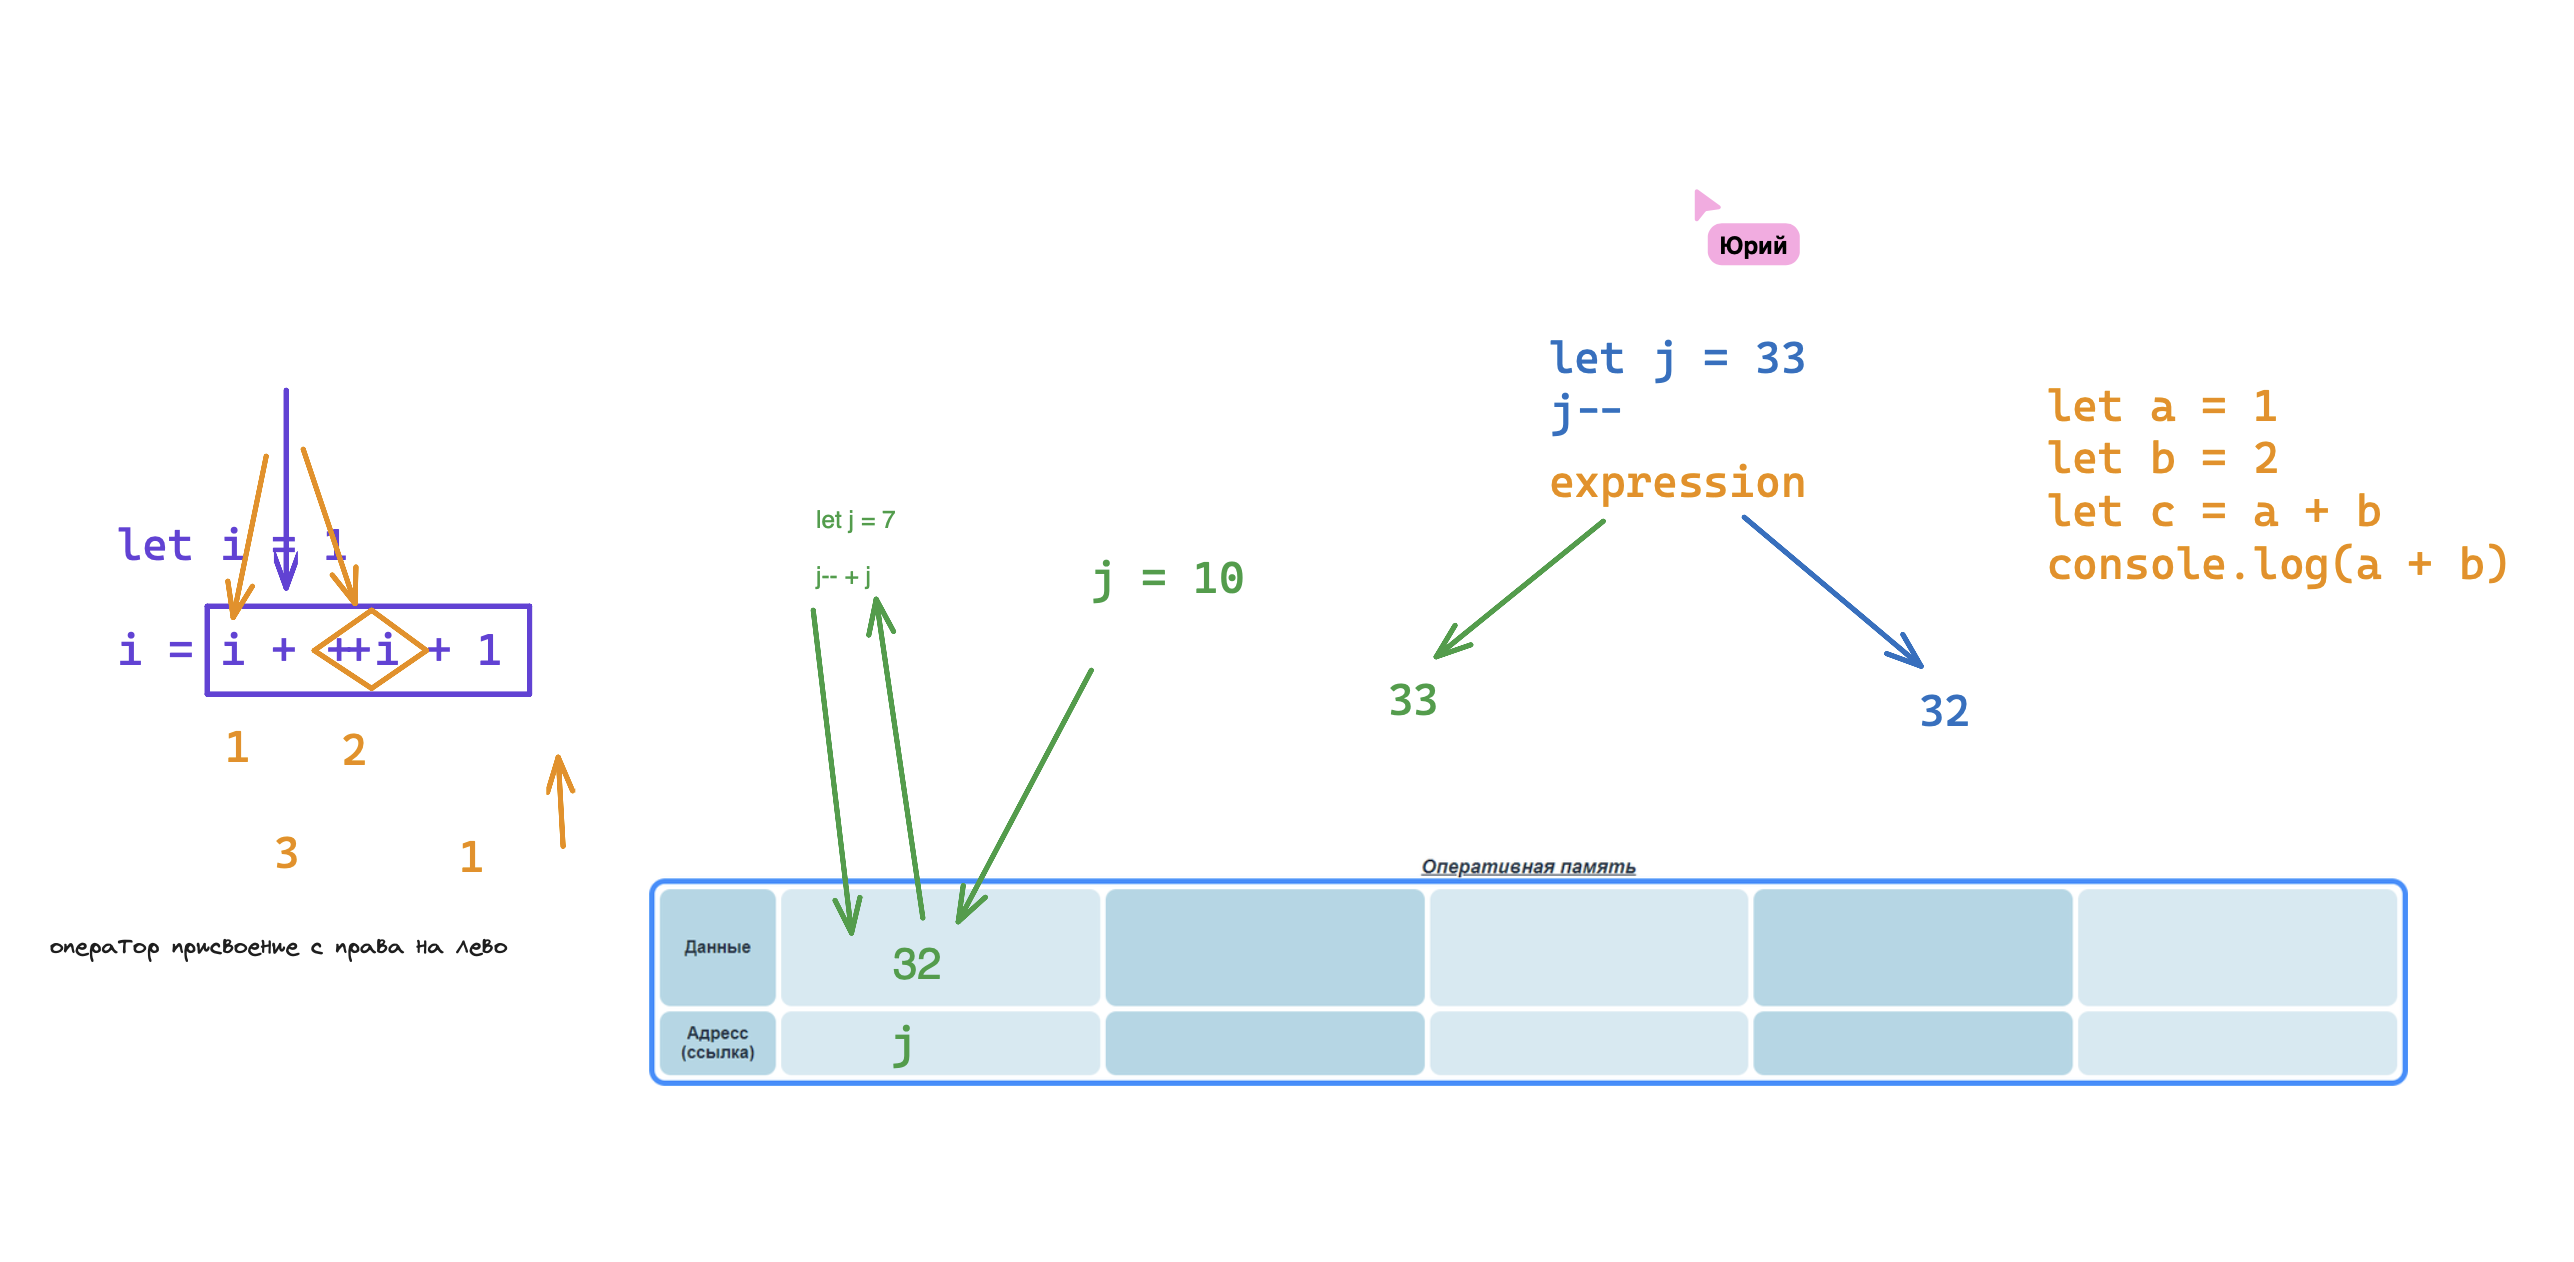 Юрий
let j = 33
j--
expression
33
32
let a = 1
let b = 2
let c = a + b
console.log(a + b)
let i = 1
i = i + ++i + 1
1 2
3 1
оператор присвоение с права на лево
let j = 7
j-- + j
j = 10
Оперативная память
Данные
32
Адресс
(ссылка)
j